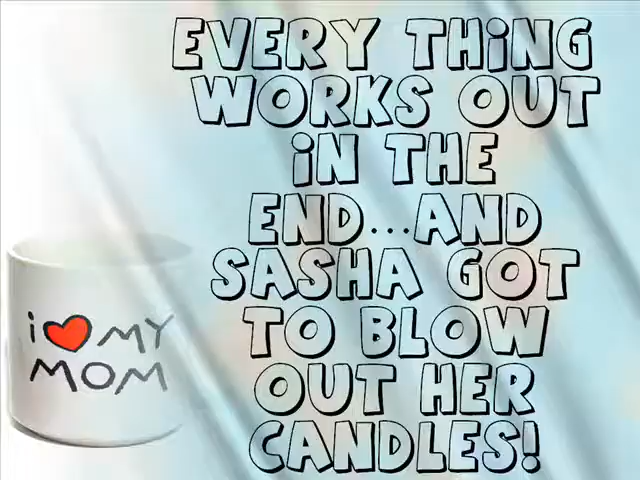 EVERY THiNG
WORKS OUT
iN THE
END...AND
SASHA GOT
TO BLOW
OUT HER
CANDLES!
i ❤ MY
MOM